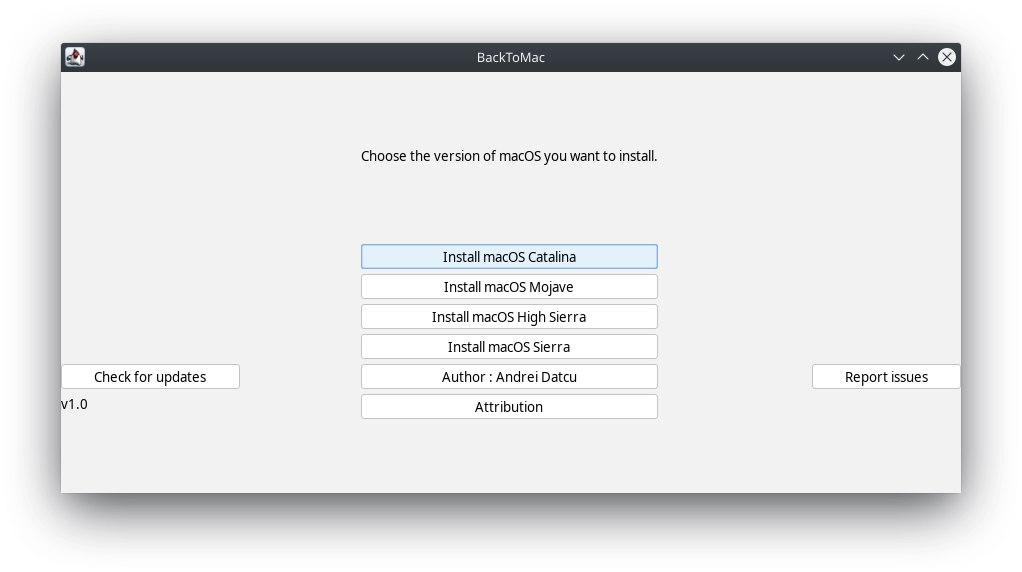 BackToMac
Choose the version of macOS you want to install.
Install macOS Catalina
Install macOS Mojave
Install macOS High Sierra
Install macOS Sierra
Check for updates
Author : Andrei Datcu
Report issues
v1.0
Attribution